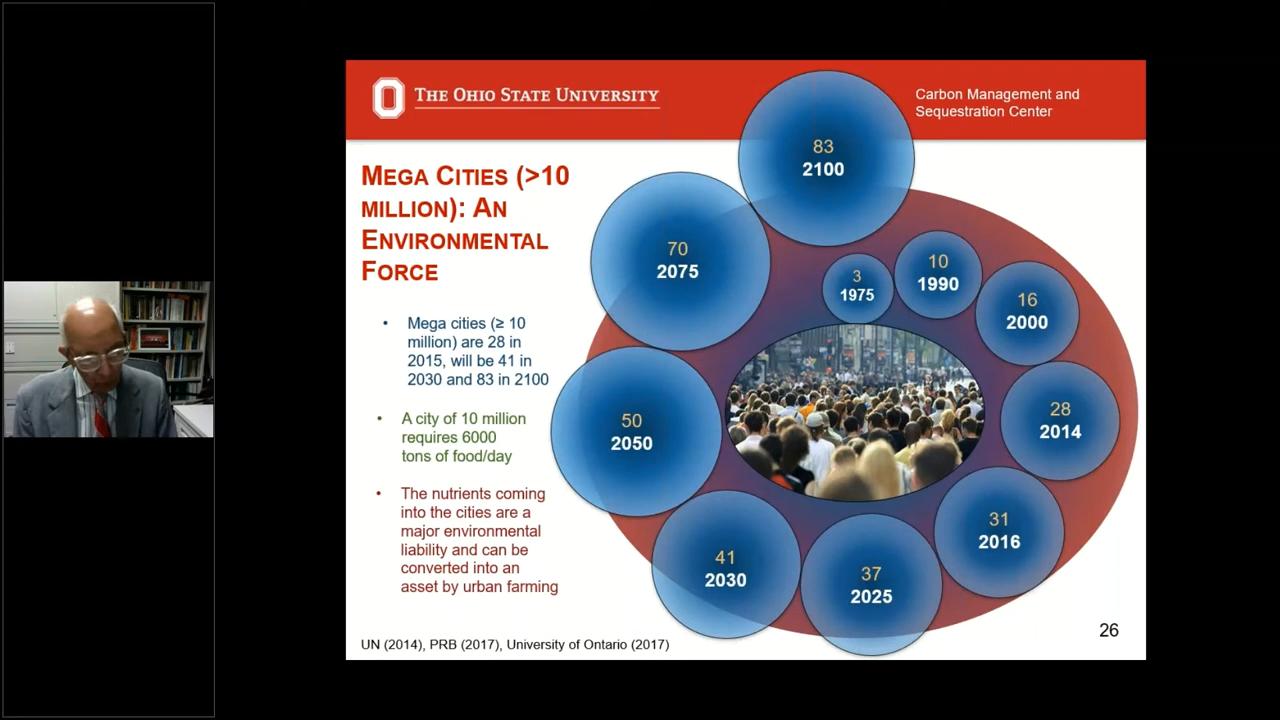 THE OHIO STATE UNIVERSITY
Carbon Management and
Sequestration Center
MEGA CITIES (>10
MILLION): AN
ENVIRONMENTAL
FORCE
• Mega cities (≥ 10
million) are 28 in
2015, will be 41 in
2030 and 83 in 2100
• A city of 10 million
requires 6000
tons of food/day
• The nutrients coming
into the cities are a
major environmental
liability and can be
converted into an
asset by urban farming
3
1975
10
1990
16
2000
28
2014
31
2016
37
2025
41
2030
50
2050
70
2075
83
2100
UN (2014), PRB (2017), University of Ontario (2017)
26